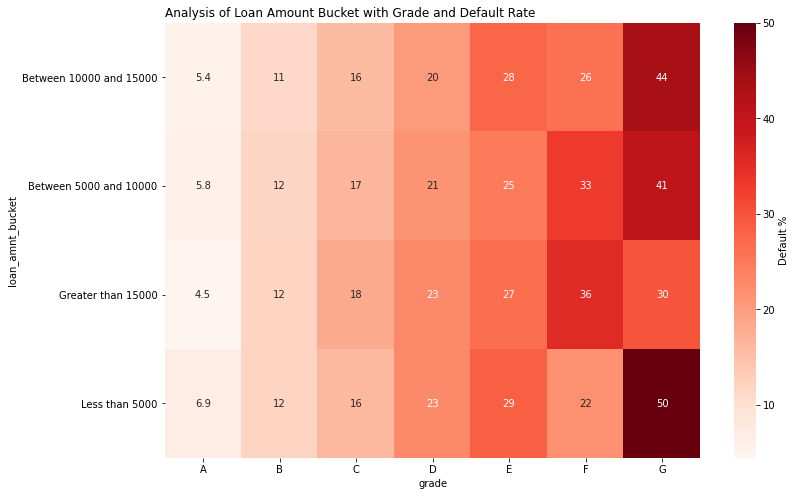 Analysis of Loan Amount Bucket with Grade and Default Rate
loan_amnt_bucket
Between 10000 and 15000 5.4 11 16 20 28 26 44
Between 5000 and 10000 5.8 12 17 21 25 33 41
Greater than 15000 4.5 12 18 23 27 36 30
Less than 5000 6.9 12 16 23 29 22 50
A B C D E F G
grade
50
40
30
20
10
Default %